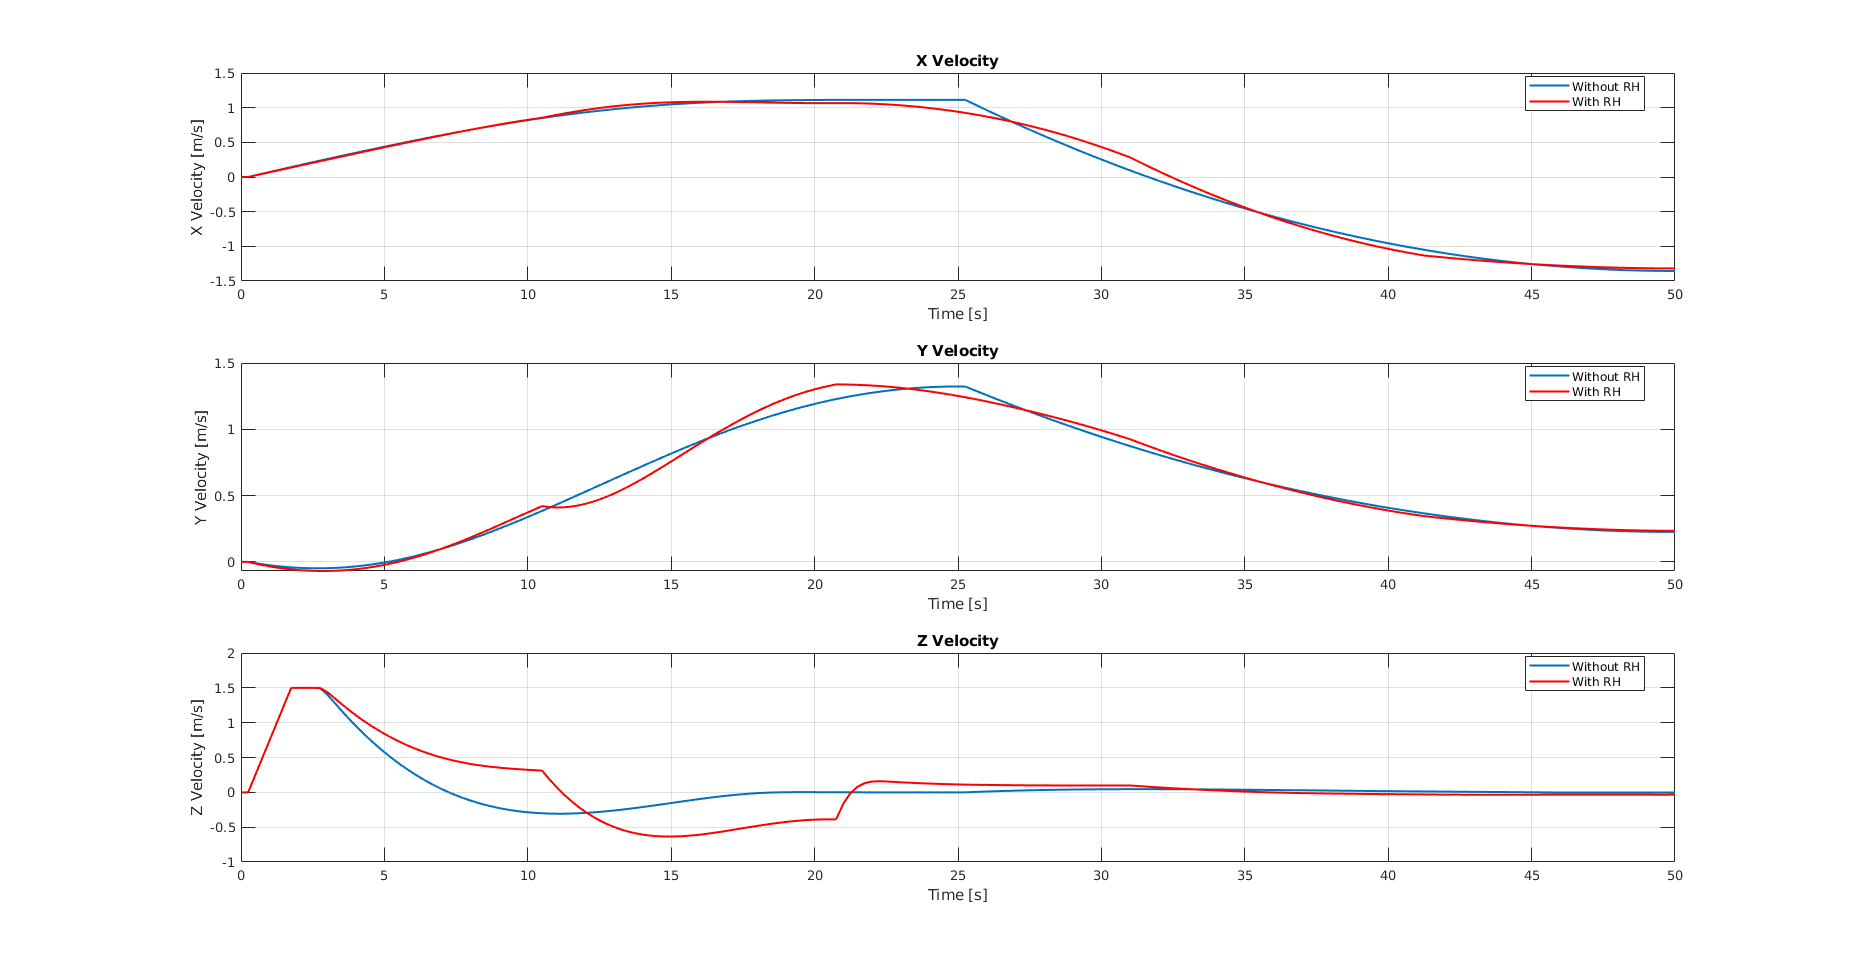 X Velocity
X Velocity [m/s]
1.5
1
0.5
0
-0.5
-1
-1.5
0 5 10 15 20 25 30 35 40 45 50
Time [s]
Without RH
With RH
Y Velocity
Y Velocity [m/s]
1.5
1
0.5
0
0 5 10 15 20 25 30 35 40 45 50
Time [s]
Without RH
With RH
Z Velocity
Z Velocity [m/s]
2
1.5
1
0.5
0
-0.5
-1
0 5 10 15 20 25 30 35 40 45 50
Time [s]
Without RH
With RH